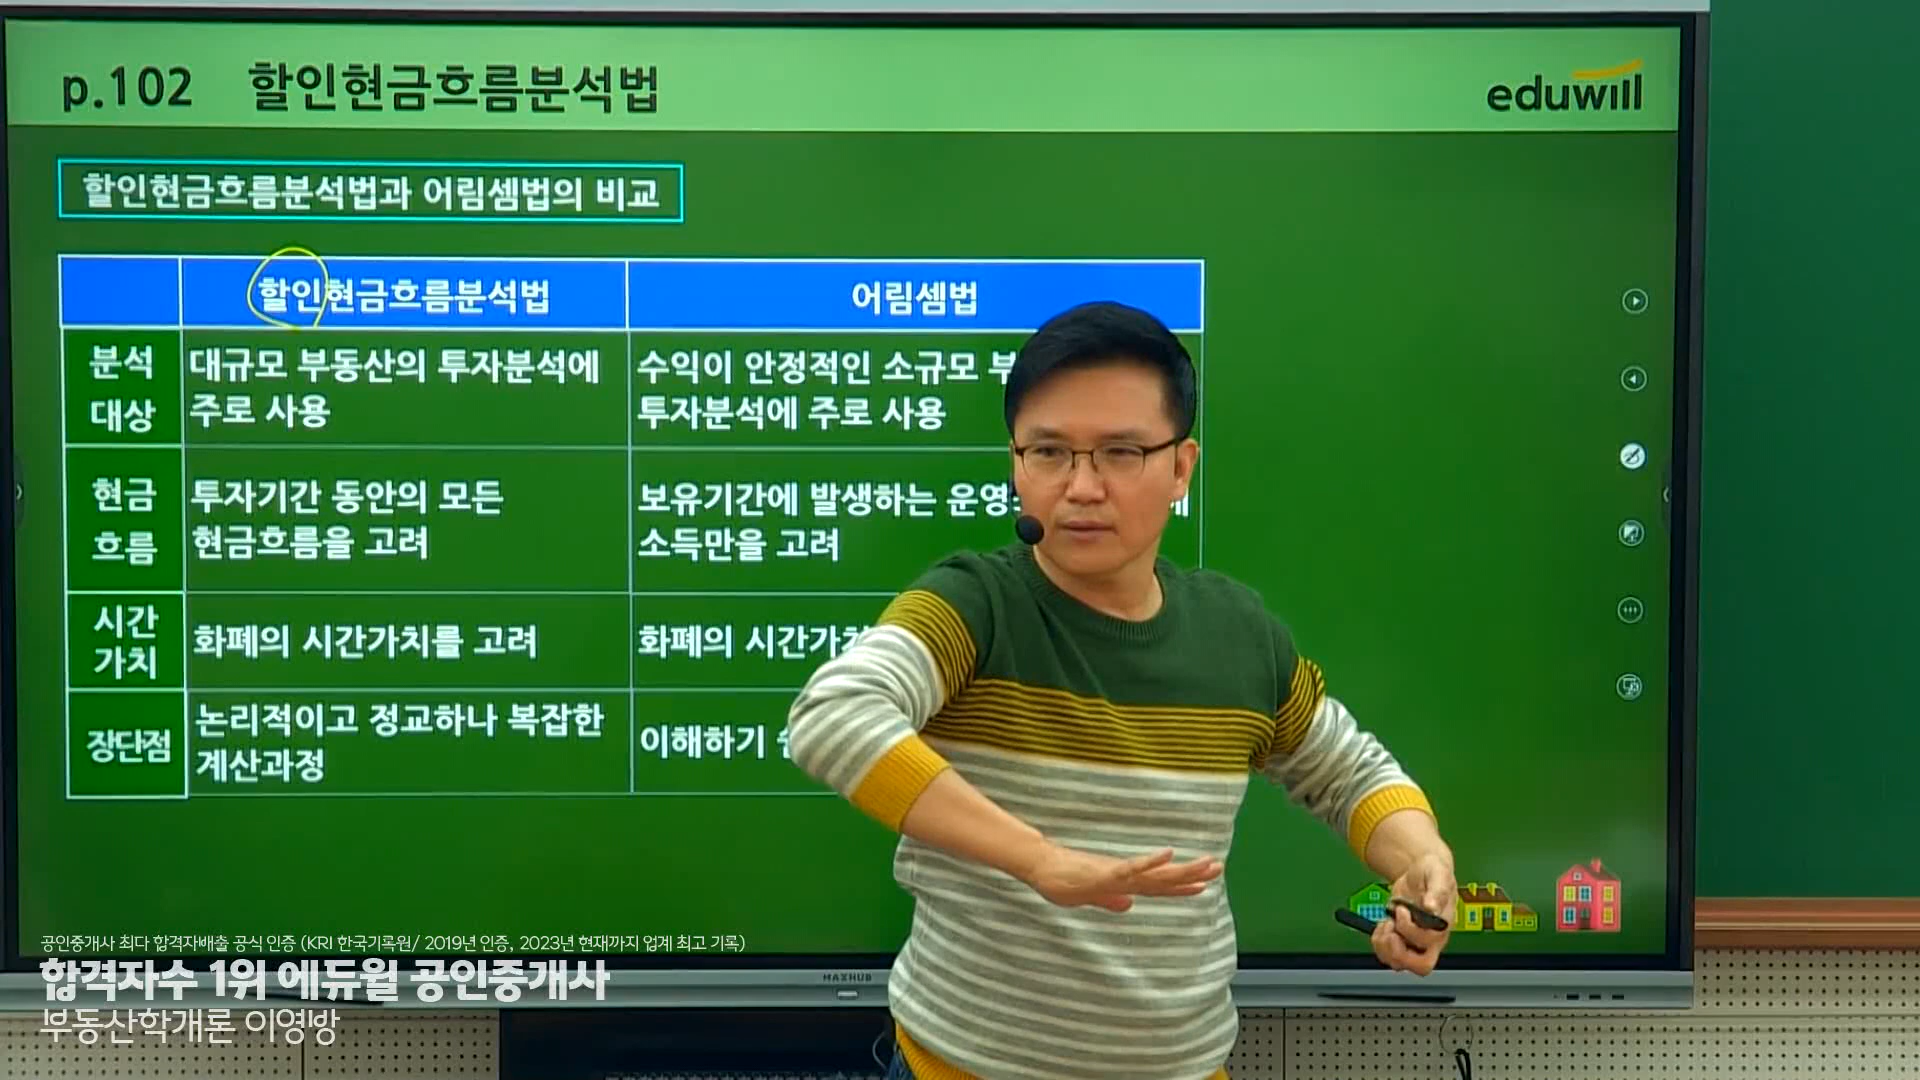 p.102 할인현금흐름분석법
eduwill
할인현금흐름분석법과 어림셈법의 비교
할인현금흐름분석법
어림셈법
분석
대상
대규모 부동산의 투자분석에
주로 사용
수익이 안정적인 소규모
투자분석에 주로 사용
현금
흐름
투자기간 동안의 모든
현금흐름을 고려
보유기간에 발생하는
소득만을 고려
시간
가치
화폐의 시간가치를 고려
화폐의
장단점
논리적이고 정교하나 복잡한
계산과정
이해하기
공인중개사 최다 합격자배출 공식 인증 (KRI 한국기록원/ 2019년 인증, 2023년 현재까지 업계 최고 기록)
합격자수 1위 에듀윌 공인중개사
부동산학개론 이영방
MAXHUB